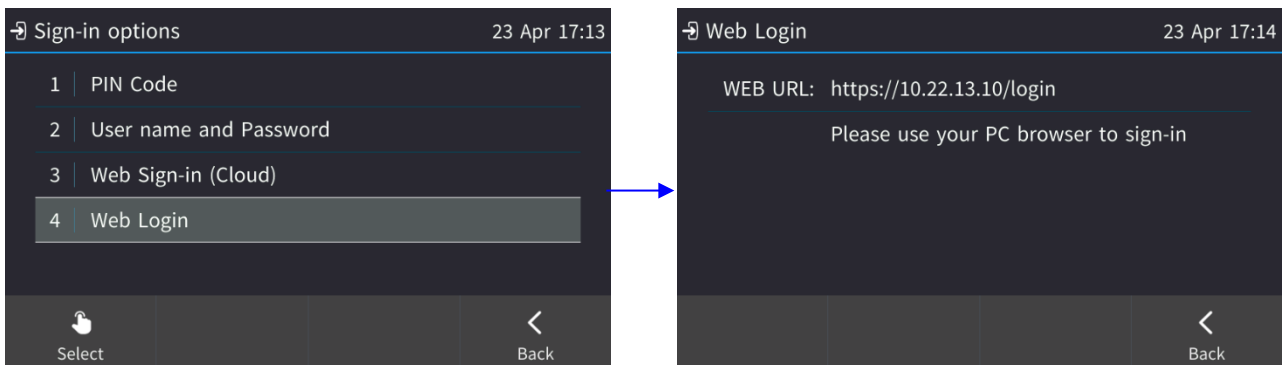 Sign-in options 23 Apr 17:13
1 PIN Code
2 User name and Password
3 Web Sign-in (Cloud)
4 Web Login
Select Back
Web Login 23 Apr 17:14
WEB URL: https://10.22.13.10/login
Please use your PC browser to sign-in
Back